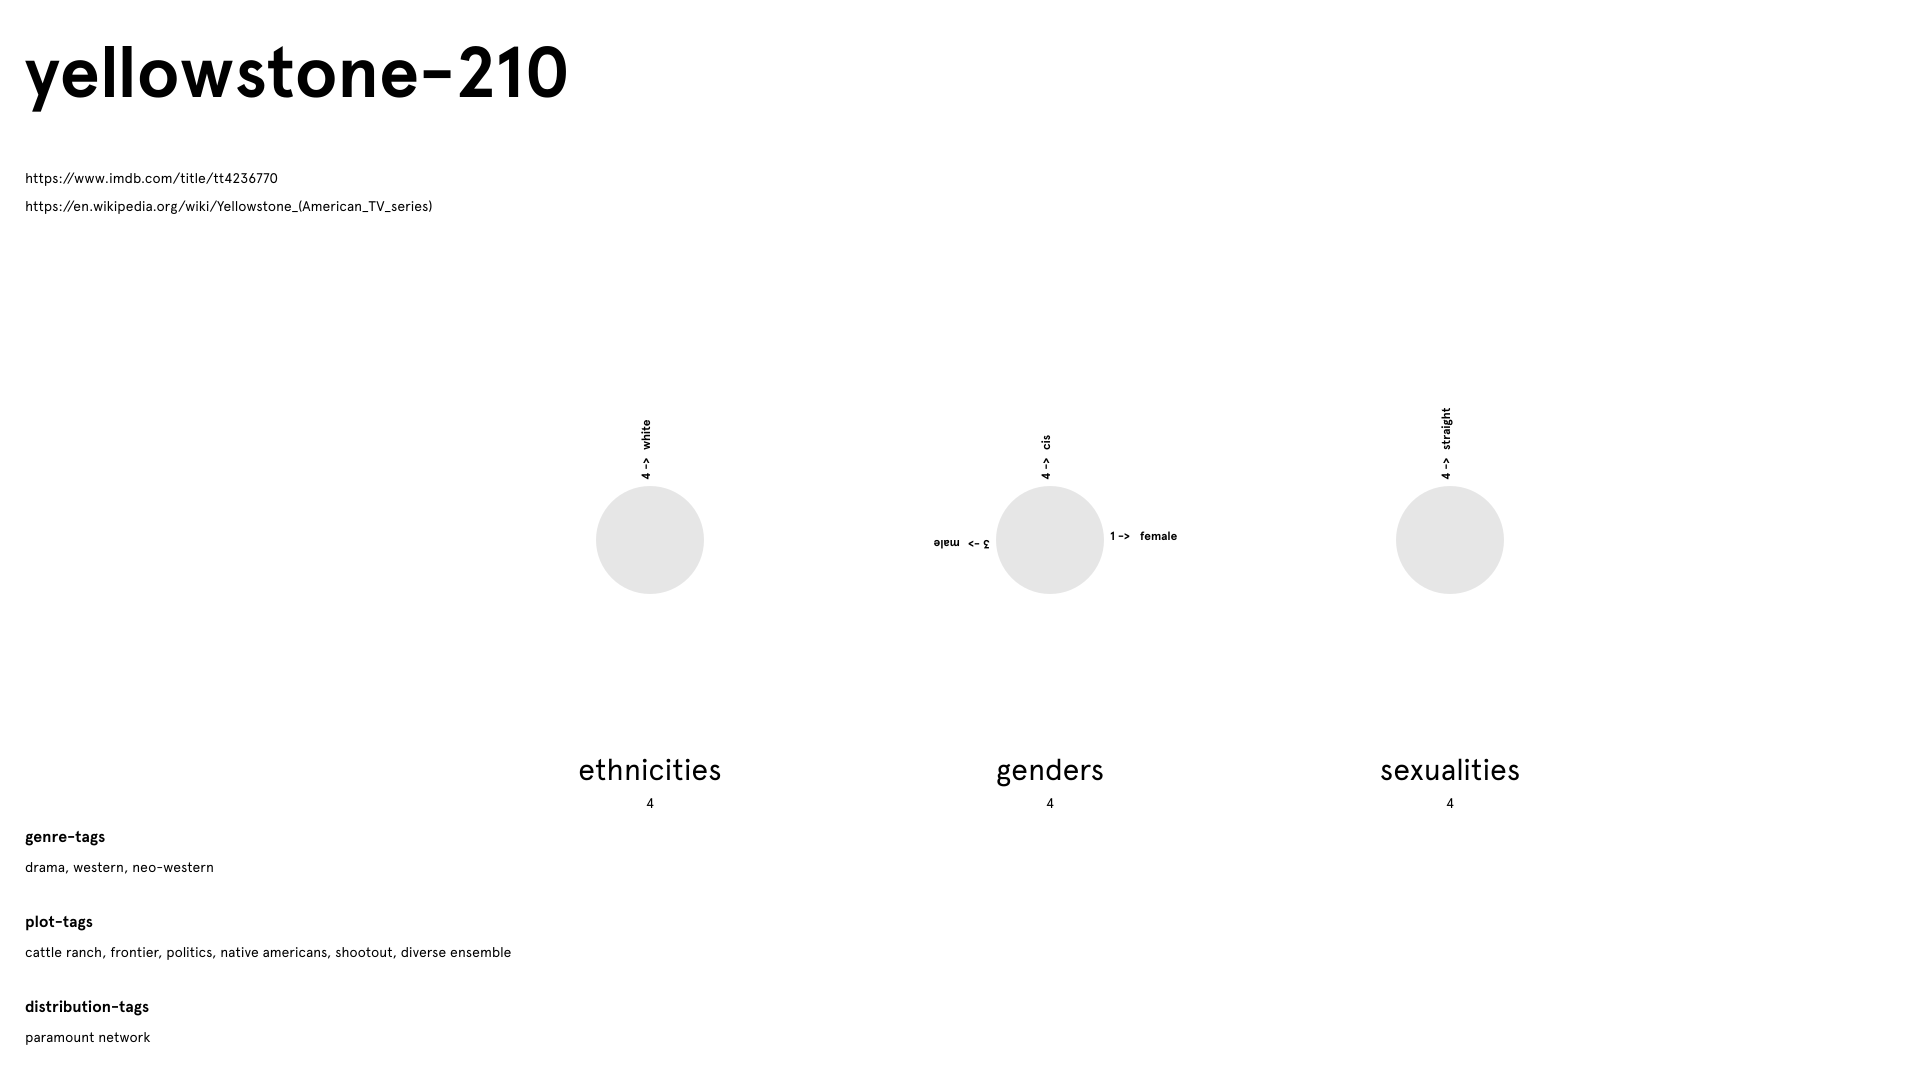 yellowstone-210
https://www.imdb.com/title/tt4236770
https://en.wikipedia.org/wiki/Yellowstone_(American_TV_series)
4 -> white
4 -> cis
4 -> straight
3 -> male
1 -> female
ethnicities
4
genders
4
sexualities
4
genre-tags
drama, western, neo-western
plot-tags
cattle ranch, frontier, politics, native americans, shootout, diverse ensemble
distribution-tags
paramount network